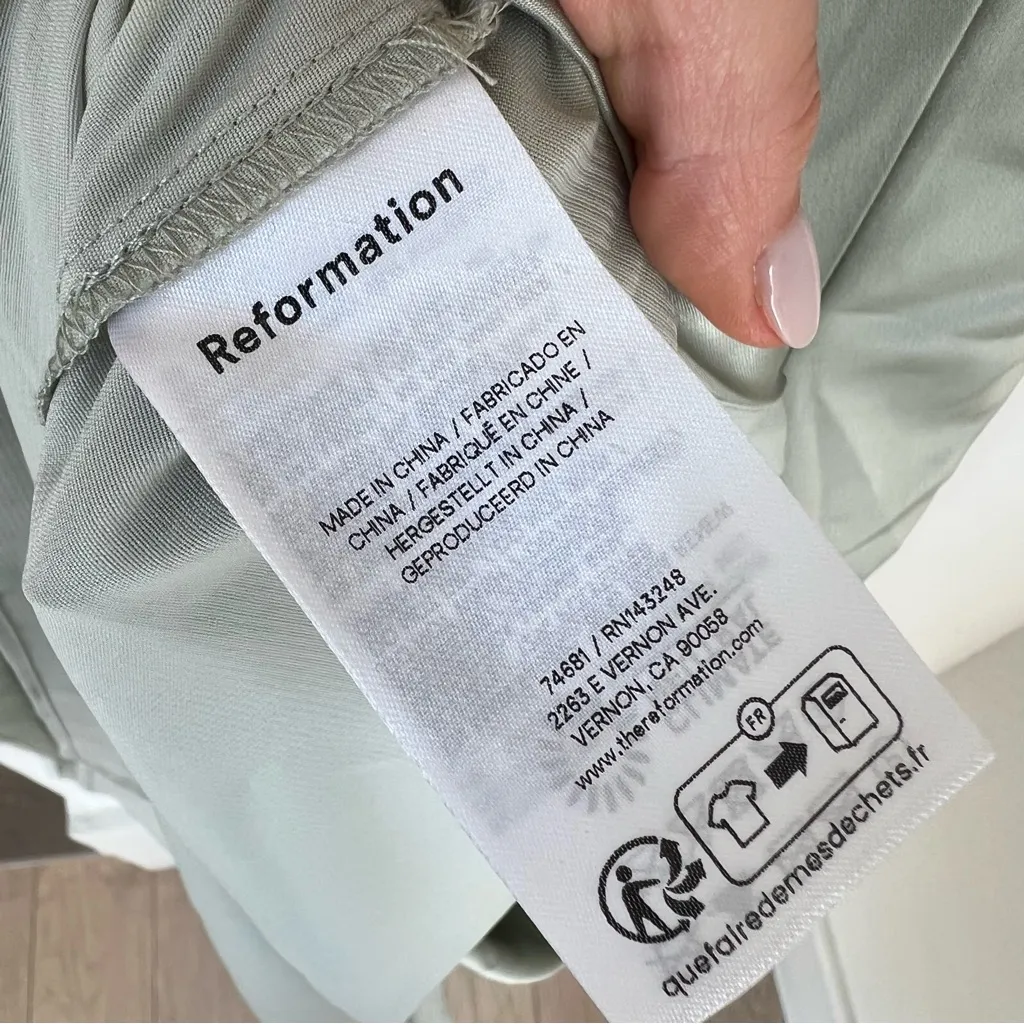 Reformation
MADE IN CHINA / FABRICADO EN
CHINA / FABRIQUÉ EN CHINE /
HERGESTELLT IN CHINA /
GEPRODUCEERD IN CHINA
74681 / RN143248
2263 E VERNON AVE.
VERNON, CA 90058
www.thereformation.com
FR
quefairedemesdechets.fr